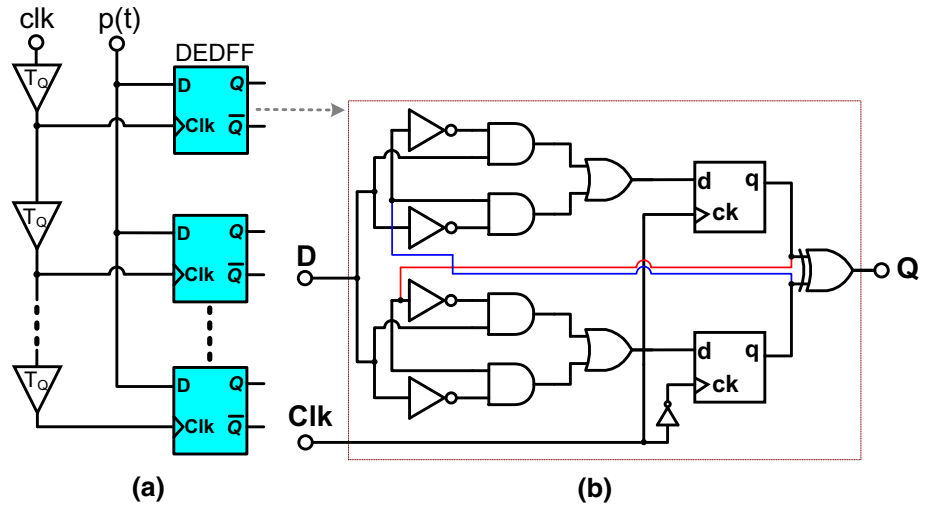 clk p(t)
DEDFF
T_Q
D Q
Clk Q̅
T_Q
D Q
Clk Q̅
T_Q
D Q
Clk Q̅
(a)
D
Clk
d q
ck
d q
ck
Q
(b)